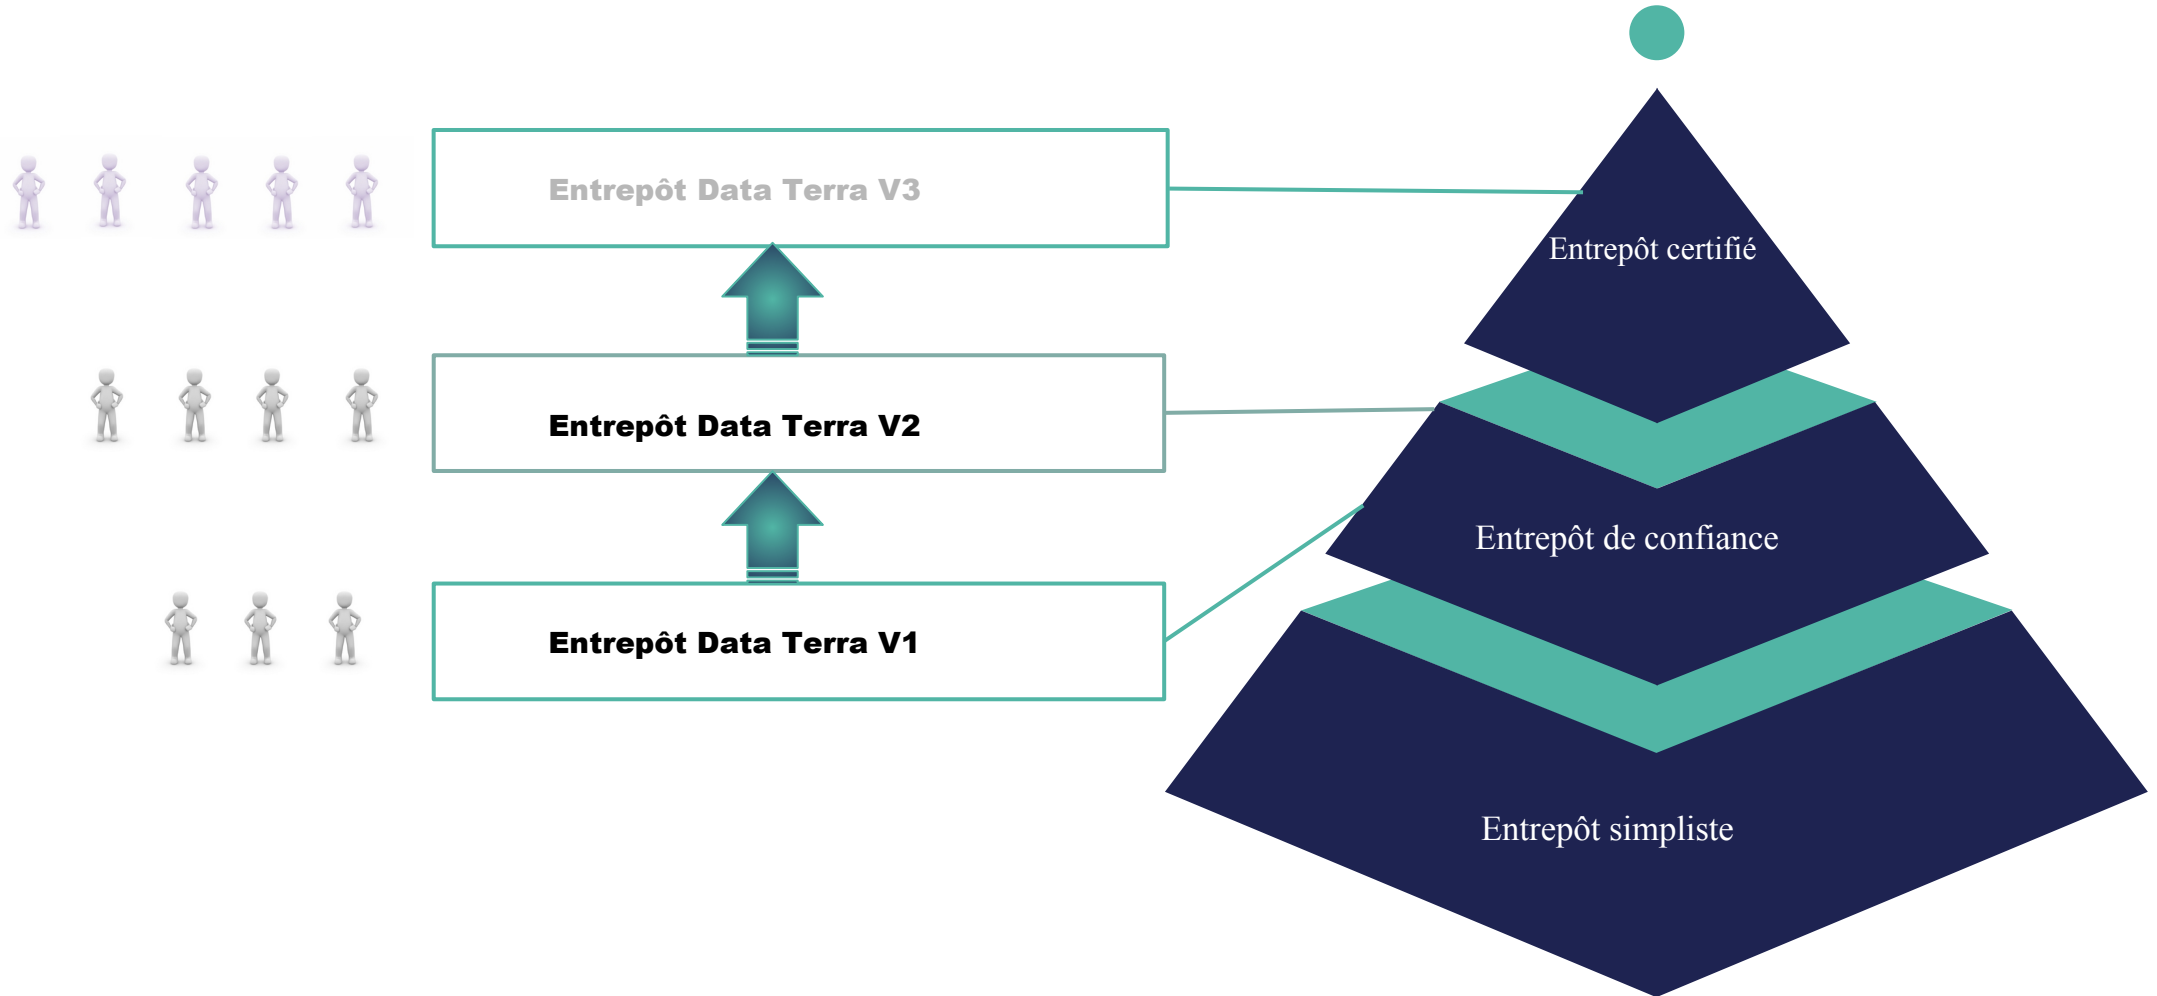 Entrepôt Data Terra V3
Entrepôt certifié
Entrepôt Data Terra V2
Entrepôt de confiance
Entrepôt Data Terra V1
Entrepôt simpliste